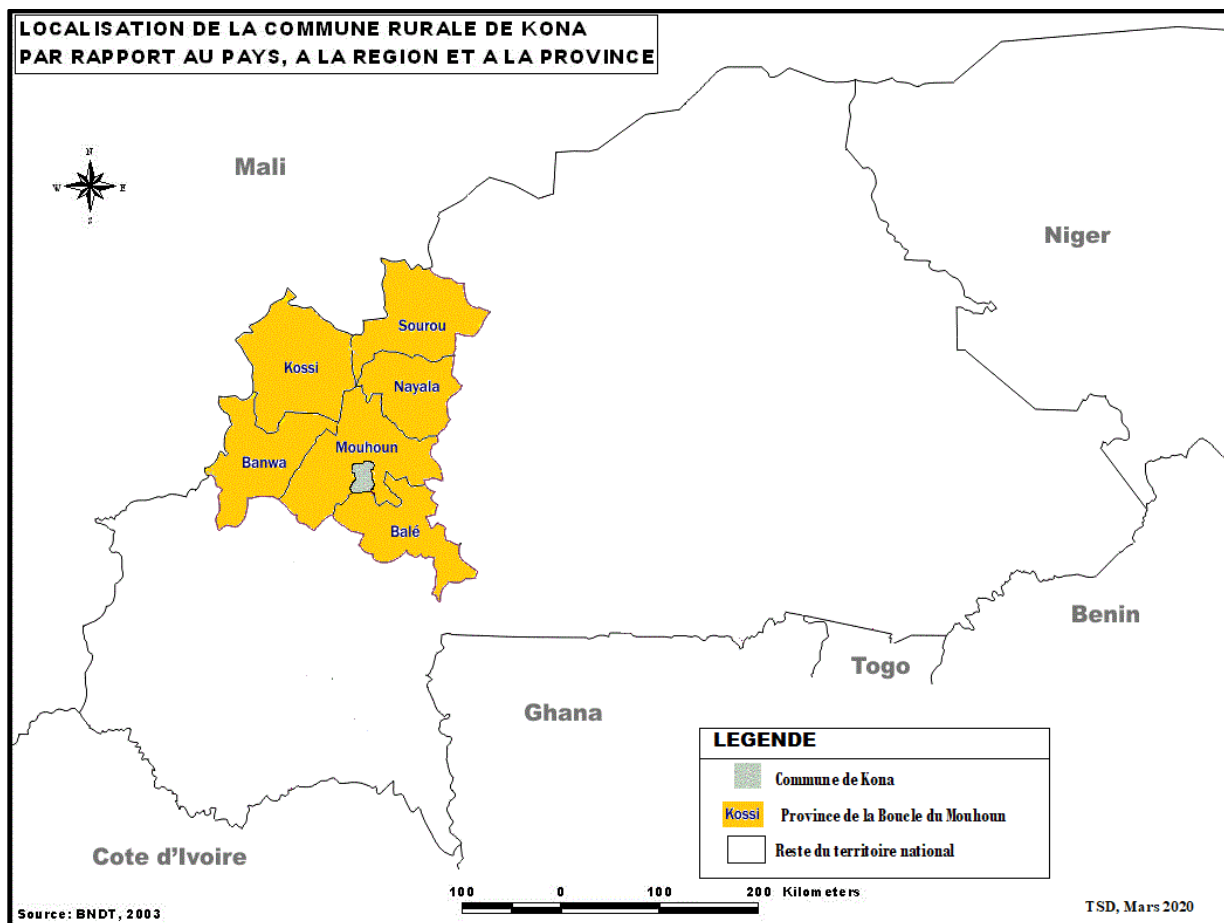 LOCALISATION DE LA COMMUNE RURALE DE KONA
PAR RAPPORT AU PAYS, A LA REGION ET A LA PROVINCE
N
W
E
S
Mali
Niger
Sourou
Kossi
Nayala
Mouhoun
Banwa
Balé
Benin
Togo
Ghana
Cote d'Ivoire
LEGENDE
Commune de Kona
Kossi Province de la Boucle du Mouhoun
Reste du territoire national
100 0 100 200 Kilometers
Source: BNDT, 2003
TSD, Mars 2020